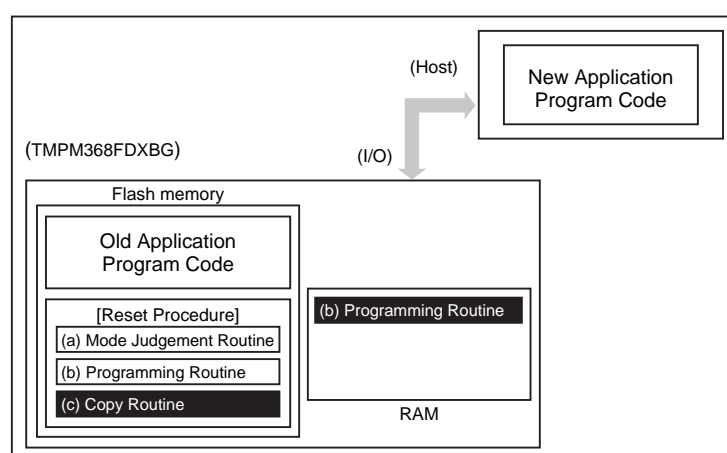 (Host)
New Application
Program Code
(TMPM368FDXBG)
(I/O)
Flash memory
Old Application
Program Code
[Reset Procedure]
(a) Mode Judgement Routine
(b) Programming Routine
(c) Copy Routine
(b) Programming Routine
RAM